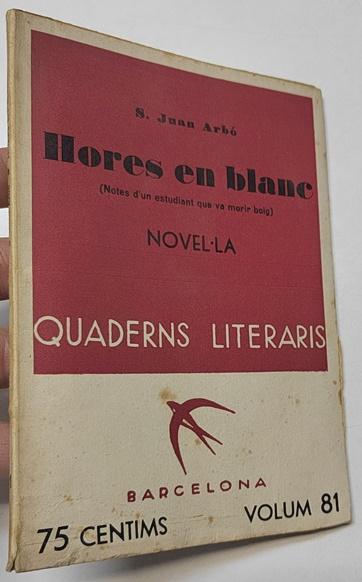 S. Juan Arbó
Hores en blanc
(Notes d'un estudiant que va morir boig)
NOVEL·LA
QUADERNS LITERARIS
BARCELONA
75 CENTIMS VOLUM 81